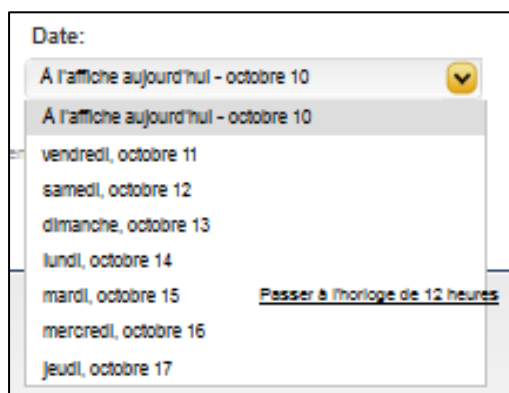 Date:
À l'affiche aujourd'hui - octobre 10
À l'affiche aujourd'hui - octobre 10
vendredi, octobre 11
samedi, octobre 12
dimanche, octobre 13
lundi, octobre 14
mardi, octobre 15 Passer à l'horloge de 12 heures
mercredi, octobre 16
jeudi, octobre 17